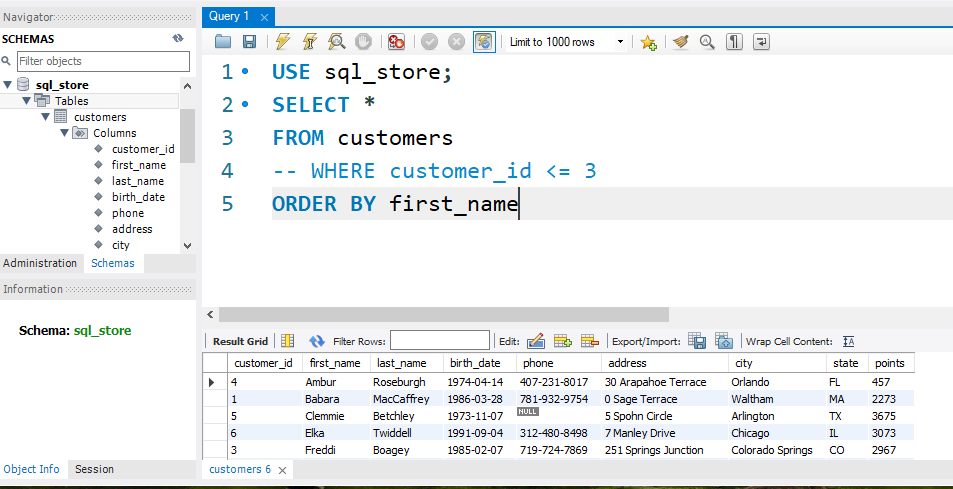 Navigator
SCHEMAS
Filter objects
sql_store
Tables
customers
Columns
customer_id
first_name
last_name
birth_date
phone
address
city
Administration Schemas
Information
Schema: sql_store
Object Info Session
Query 1
Limit to 1000 rows
1 USE sql_store;
2 SELECT *
3 FROM customers
4 -- WHERE customer_id <= 3
5 ORDER BY first_name
Result Grid Filter Rows: Edit: Export/Import: Wrap Cell Content: IA
customer_id first_name last_name birth_date phone address city state points
4 Ambur Roseburgh 1974-04-14 407-231-8017 30 Arapahoe Terrace Orlando FL 457
1 Babara MacCaffrey 1986-03-28 781-932-9754 0 Sage Terrace Waltham MA 2273
5 Clemmie Betchley 1973-11-07 NULL 5 Spohn Circle Arlington TX 3675
6 Elka Twiddell 1991-09-04 312-480-8498 7 Manley Drive Chicago IL 3073
3 Freddi Boagey 1985-02-07 719-724-7869 251 Springs Junction Colorado Springs CO 2967
customers 6